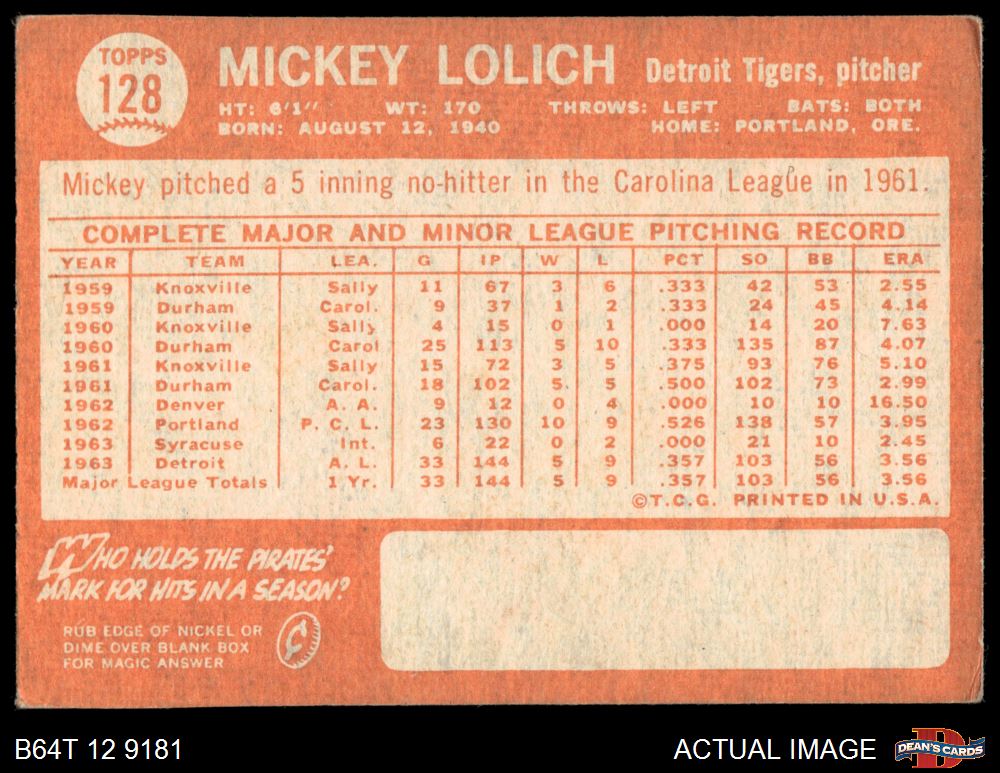 TOPPS
128
MICKEY LOLICH Detroit Tigers, pitcher
HT: 6'1" WT: 170 THROWS: LEFT BATS: BOTH
BORN: AUGUST 12, 1940 HOME: PORTLAND, ORE.
Mickey pitched a 5 inning no-hitter in the Carolina League in 1961.
COMPLETE MAJOR AND MINOR LEAGUE PITCHING RECORD
YEAR TEAM LEA. G IP W L PCT SO BB ERA
1959 Knoxville Sally 11 67 3 6 .333 42 53 2.55
1959 Durham Carol. 9 37 1 2 .333 24 45 4.14
1960 Knoxville Sally 4 15 0 1 .000 14 20 7.63
1960 Durham Carol 25 113 5 10 .333 135 87 4.07
1961 Knoxville Sally 15 72 3 5 .375 93 76 5.10
1961 Durham Carol. 18 102 5 5 .500 102 73 2.99
1962 Denver A. A. 9 12 0 4 .000 10 10 16.50
1962 Portland P. C. L. 23 130 10 9 .526 138 57 3.95
1963 Syracuse Int. 6 22 0 2 .000 21 10 2.45
1963 Detroit A. L. 33 144 5 9 .357 103 56 3.56
Major League Totals 1 Yr. 33 144 5 9 .357 103 56 3.56
©T.C.G. PRINTED IN U.S.A.
WHO HOLDS THE PIRATES'
MARK FOR HITS IN A SEASON?
RUB EDGE OF NICKEL OR
DIME OVER BLANK BOX
FOR MAGIC ANSWER
B64T 12 9181 ACTUAL IMAGE
DEAN'S CARDS